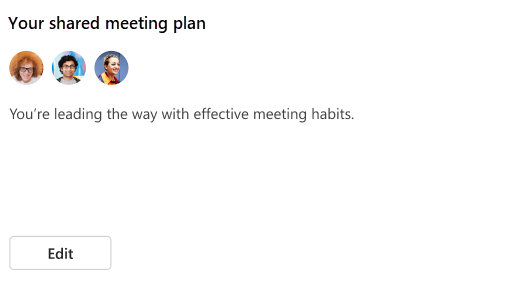 Your shared meeting plan
You’re leading the way with effective meeting habits.
Edit